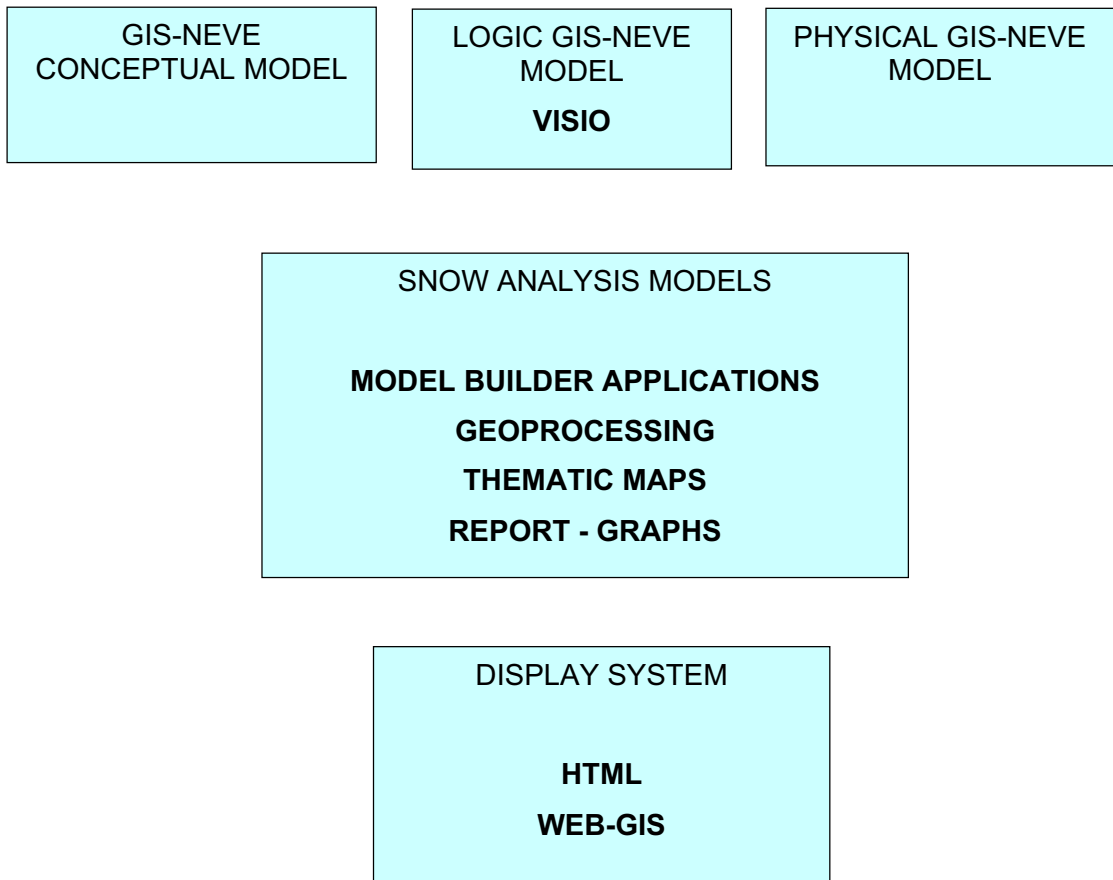 GIS-NEVE
CONCEPTUAL MODEL
LOGIC GIS-NEVE
MODEL
VISIO
PHYSICAL GIS-NEVE
MODEL
SNOW ANALYSIS MODELS
MODEL BUILDER APPLICATIONS
GEOPROCESSING
THEMATIC MAPS
REPORT - GRAPHS
DISPLAY SYSTEM
HTML
WEB-GIS